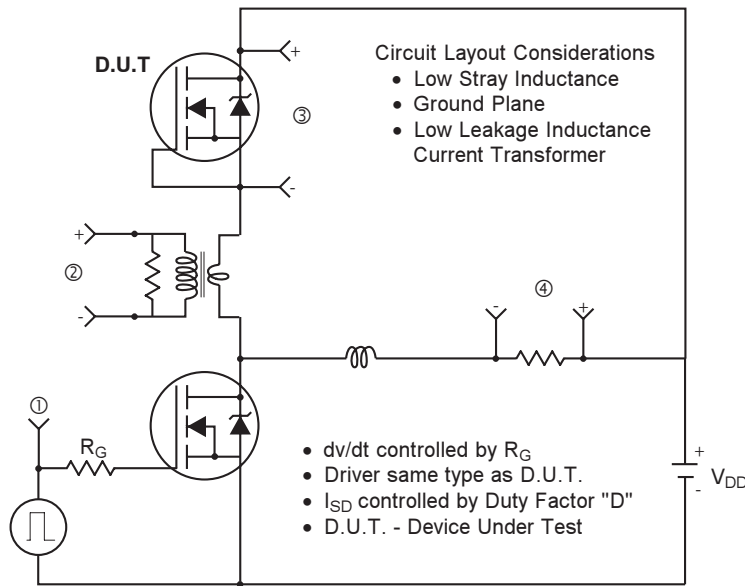 D.U.T
+
③
-
Circuit Layout Considerations
• Low Stray Inductance
• Ground Plane
• Low Leakage Inductance
Current Transformer
+
②
-
-
④
+
①
R_G
• dv/dt controlled by R_G
• Driver same type as D.U.T.
• I_SD controlled by Duty Factor "D"
• D.U.T. - Device Under Test
+
V_DD
-